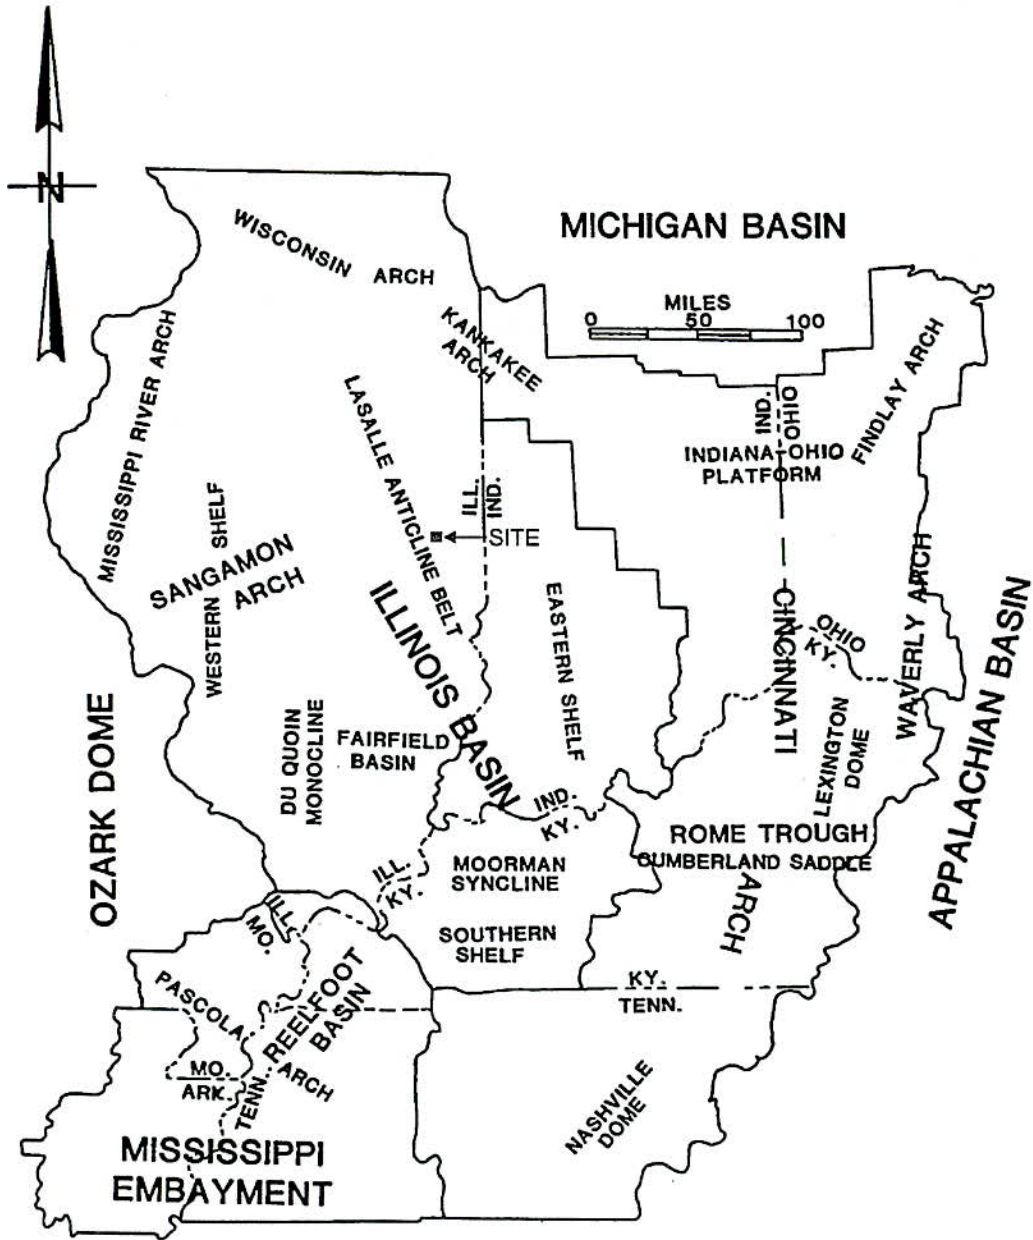 N
MICHIGAN BASIN
WISCONSIN ARCH
MILES
0 50 100
KANKAKEE
ARCH
MISSISSIPPI RIVER ARCH
LASALLE ANTICLINE BELT
FINDLAY ARCH
IND.
OHIO
INDIANA-OHIO
PLATFORM
ILL.
IND.
SITE
WESTERN SHELF
SANGAMON
ARCH
ILLINOIS BASIN
EASTERN SHELF
CINCINNATI
ARCH
OHIO
KY.
WAVERLY ARCH
APPALACHIAN BASIN
OZARK DOME
DU QUOIN
MONOCLINE
FAIRFIELD
BASIN
LEXINGTON
DOME
IND.
KY.
ROME TROUGH
CUMBERLAND SADDLE
ILL.
KY.
MOORMAN
SYNCLINE
SOUTHERN
SHELF
ILL.
MO.
KY.
TENN.
PASCOLA
ARCH
REELFOOT
BASIN
MO.
ARK.
TENN.
NASHVILLE
DOME
MISSISSIPPI
EMBAYMENT